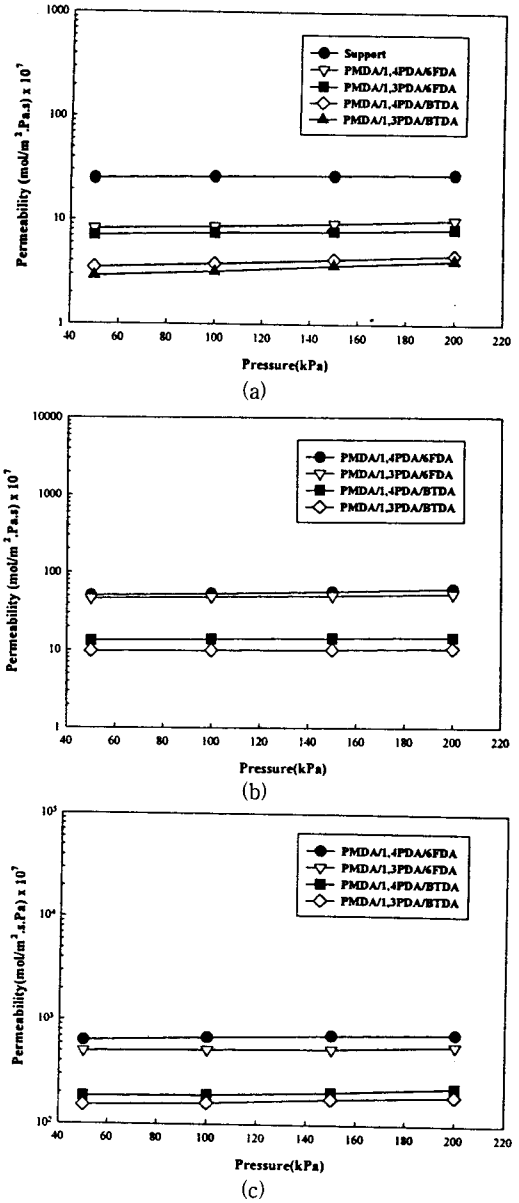 1000
100
10
1
Permeability (mol/m².Pa.s) x 10⁷
Support
PMDA/1,4PDA/6FDA
PMDA/1,3PDA/6FDA
PMDA/1,4PDA/BTDA
PMDA/1,3PDA/BTDA
40 60 80 100 120 140 160 180 200 220
Pressure(kPa)
(a)
10000
1000
100
10
1
Permeability (mol/m².Pa.s) x 10⁷
PMDA/1,4PDA/6FDA
PMDA/1,3PDA/6FDA
PMDA/1,4PDA/BTDA
PMDA/1,3PDA/BTDA
40 60 80 100 120 140 160 180 200 220
Pressure(kPa)
(b)
10⁵
10⁴
10³
10²
Permeability(mol/m².s.Pa) x 10⁷
PMDA/1,4PDA/6FDA
PMDA/1,3PDA/6FDA
PMDA/1,4PDA/BTDA
PMDA/1,3PDA/BTDA
40 60 80 100 120 140 160 180 200 220
Pressure(kPa)
(c)